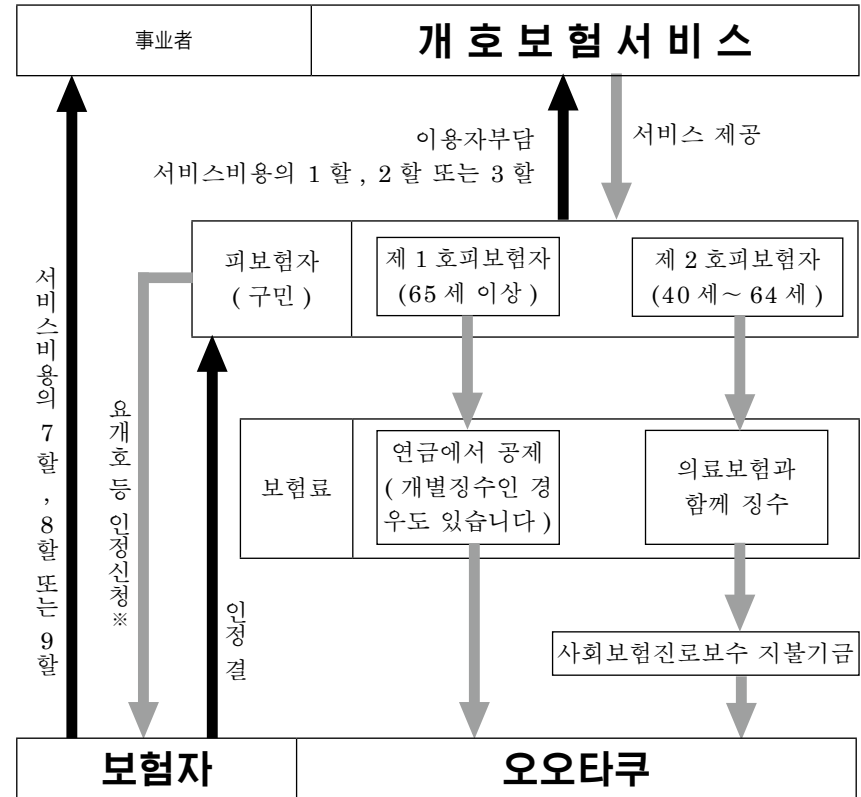 事业者
개호보험서비스
이용자부담
서비스비용의 1 할 , 2 할 또는 3 할
서비스 제공
피보험자
( 구민 )
제 1 호피보험자
(65 세 이상 )
제 2 호피보험자
(40 세～ 64 세 )
서비스비용의 7 할 , 8 할 또는 9 할
요개호 등 인정신청※
인정 결
보험료
연금에서 공제
( 개별징수인 경
우도 있습니다 )
의료보험과
함께 징수
사회보험진로보수 지불기금
보험자
오오타쿠